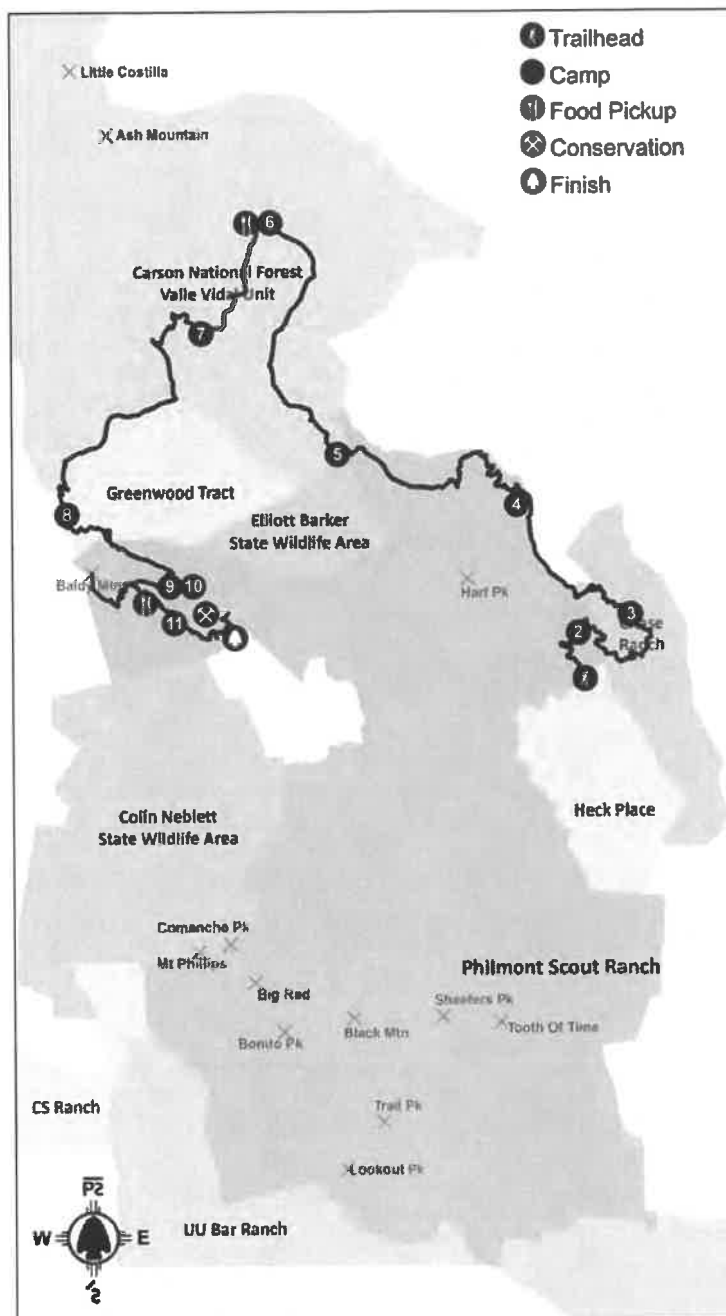 Trailhead
Camp
Food Pickup
Conservation
Finish
Little Costilla
Ash Mountain
6
Carson National Forest
Valle Vidal Unit
7
5
Greenwood Tract
4
8
Elliott Barker
State Wildlife Area
Baldy Mtn
9 10
Hart Pk
11
3
2
Ranch
Heck Place
Colin Neblett
State Wildlife Area
Comanche Pk
Mt Phillips
Philmont Scout Ranch
Big Red
Bonito Pk
Black Mtn
Shaefers Pk
Tooth Of Time
CS Ranch
Trail Pk
Lookout Pk
W E
UU Bar Ranch